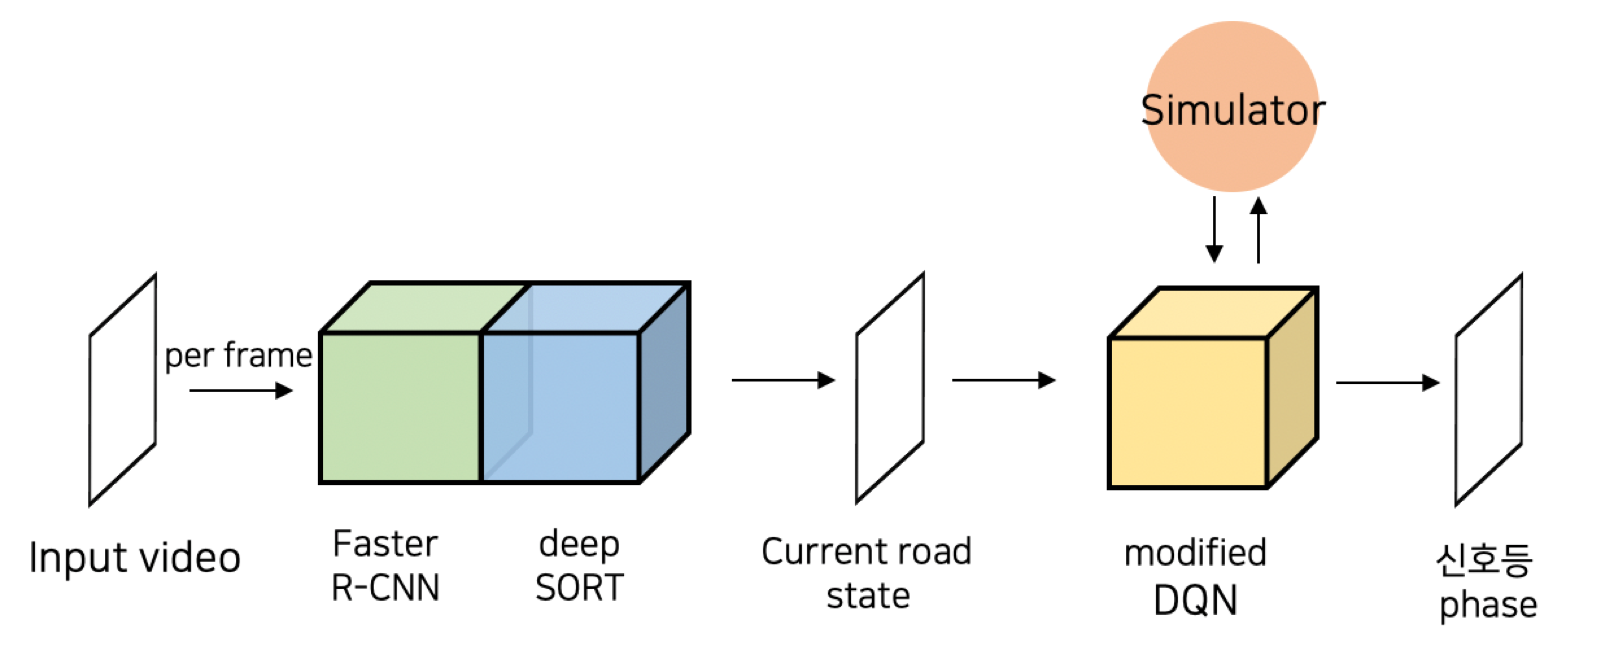 Simulator
per frame
Input video
Faster
R-CNN
deep
SORT
Current road
state
modified
DQN
신호등
phase